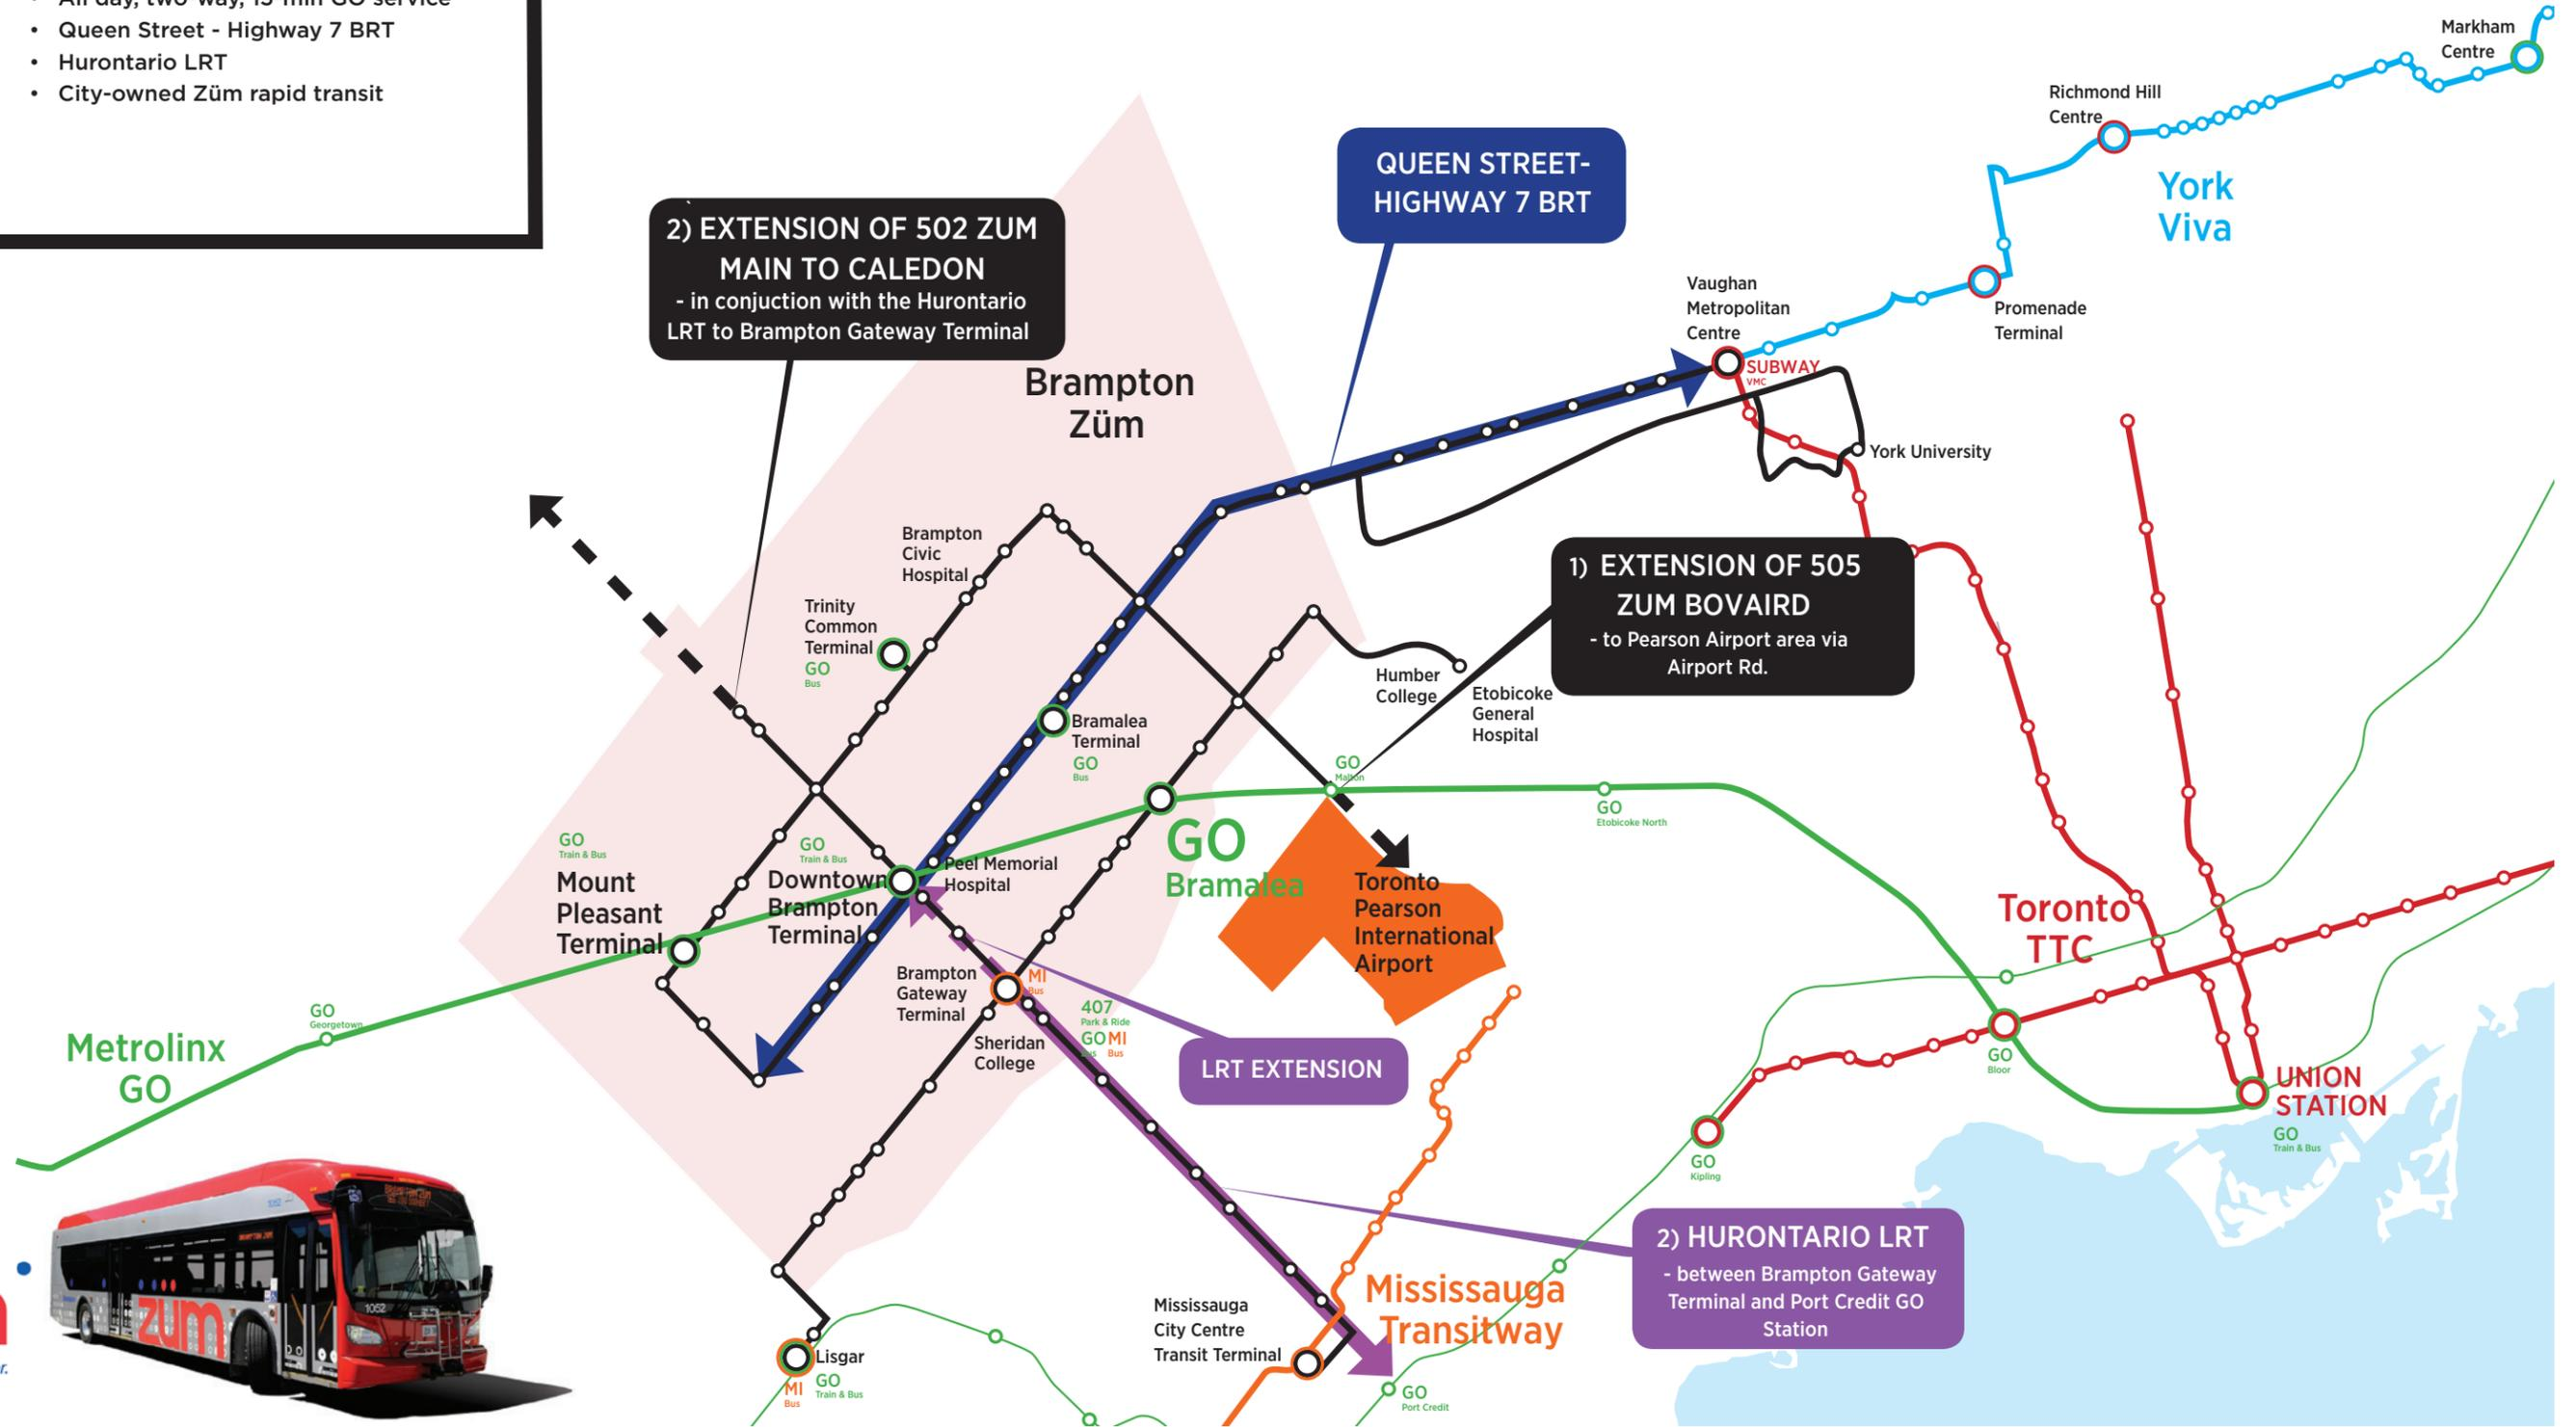 All day, two-way, 15-min GO service
• Queen Street - Highway 7 BRT
• Hurontario LRT
• City-owned Züm rapid transit
Markham
Centre
Richmond Hill
Centre
York
Viva
QUEEN STREET-
HIGHWAY 7 BRT
2) EXTENSION OF 502 ZUM
MAIN TO CALEDON
- in conjuction with the Hurontario
LRT to Brampton Gateway Terminal
Vaughan
Metropolitan
Centre
Promenade
Terminal
SUBWAY
VMC
Brampton
Züm
York University
Brampton
Civic
Hospital
1) EXTENSION OF 505
ZUM BOVAIRD
- to Pearson Airport area via
Airport Rd.
Trinity
Common
Terminal
GO
Bus
Humber
College
Etobicoke
General
Hospital
Bramalea
Terminal
GO
Bus
GO
Malton
GO
Etobicoke North
GO
Train & Bus
Mount
Pleasant
Terminal
GO
Train & Bus
Downtown
Brampton
Terminal
Peel Memorial
Hospital
GO
Bramalea
Toronto
Pearson
International
Airport
Toronto
TTC
Brampton
Gateway
Terminal
MI
Bus
407
Park & Ride
GO MI
Bus Bus
Sheridan
College
GO
Georgetown
Metrolinx
GO
LRT EXTENSION
GO
Bloor
UNION
STATION
GO
Train & Bus
GO
Kipling
2) HURONTARIO LRT
- between Brampton Gateway
Terminal and Port Credit GO
Station
Mississauga
Transitway
Mississauga
City Centre
Transit Terminal
Lisgar
GO
Train & Bus
MI
Bus
GO
Port Credit
1052
züm
r.